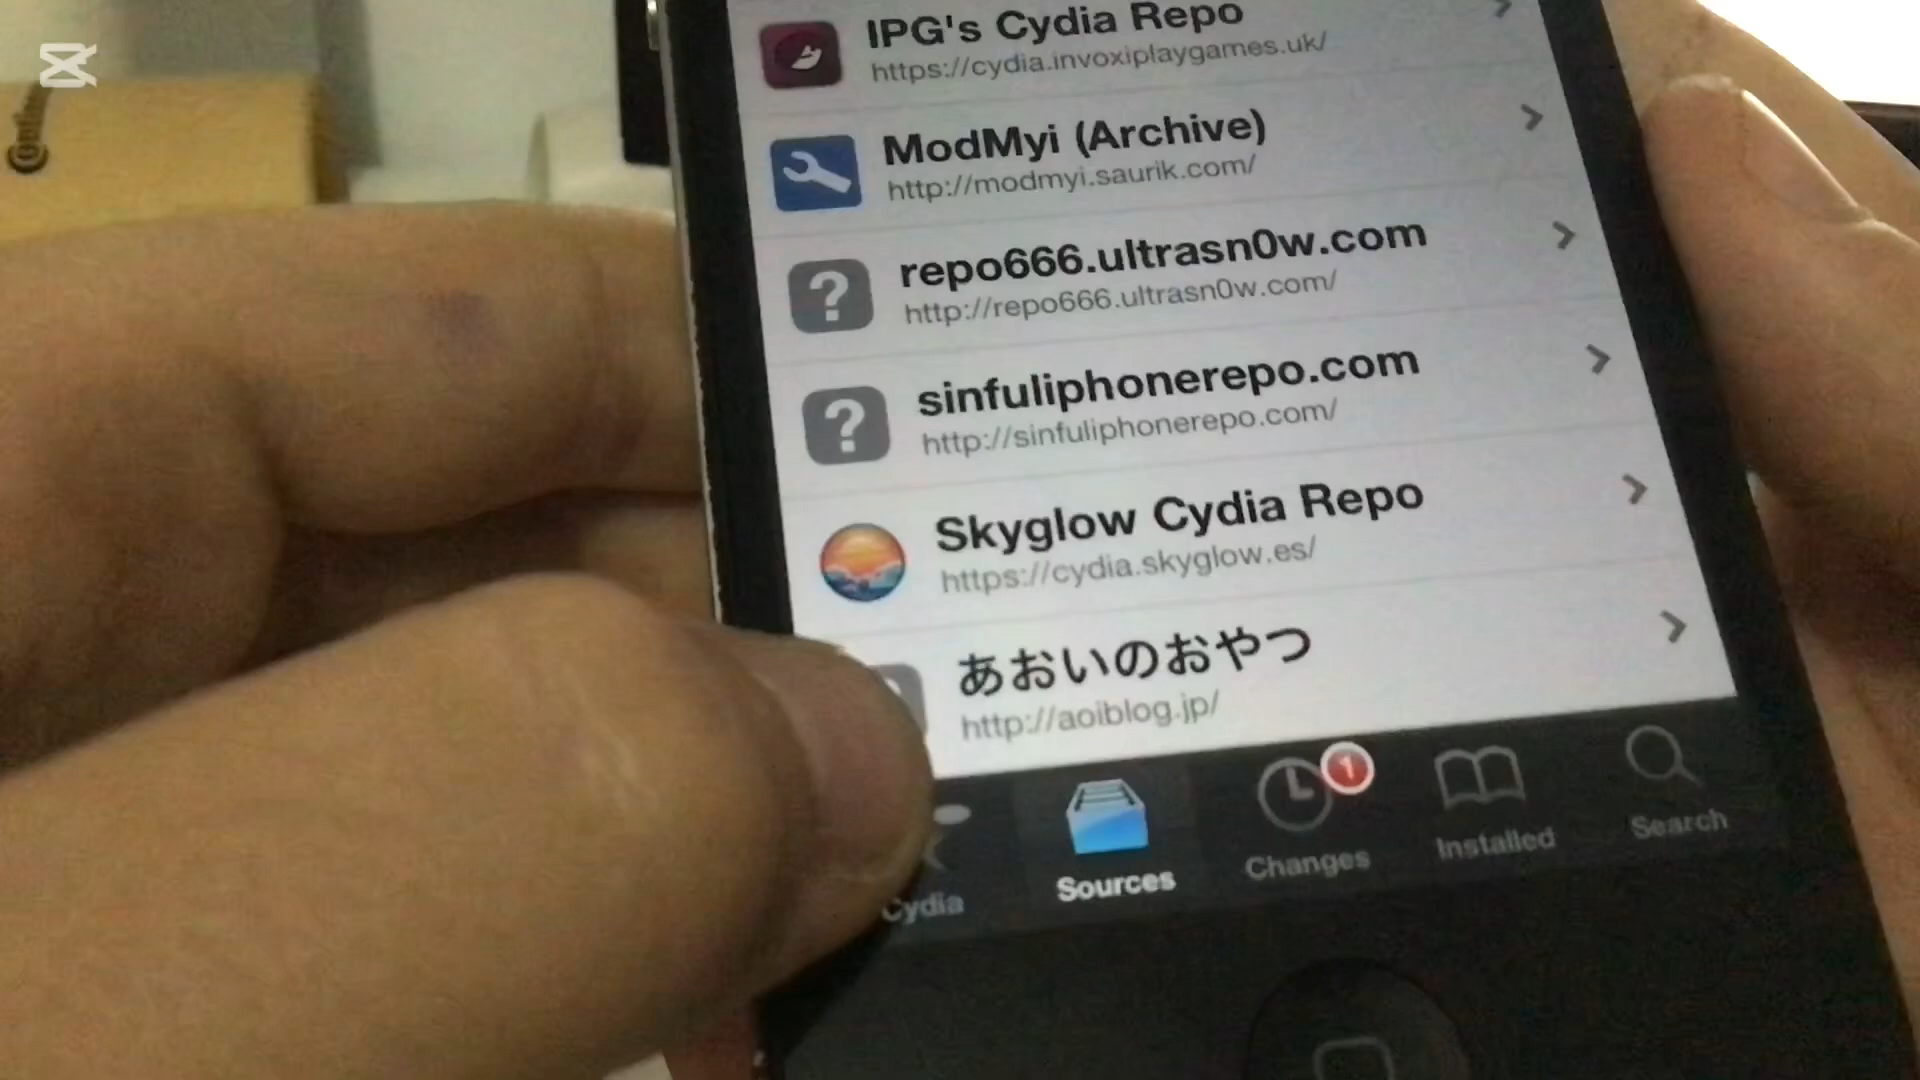 IPG's Cydia Repo
https://cydia.invoxiplaygames.uk/
ModMyi (Archive)
http://modmyi.saurik.com/
repo666.ultrasn0w.com
http://repo666.ultrasn0w.com/
sinfuliphonerepo.com
http://sinfuliphonerepo.com/
Skyglow Cydia Repo
https://cydia.skyglow.es/
あおいのおやつ
http://aoiblog.jp/
1
Cydia
Sources
Changes
Installed
Search